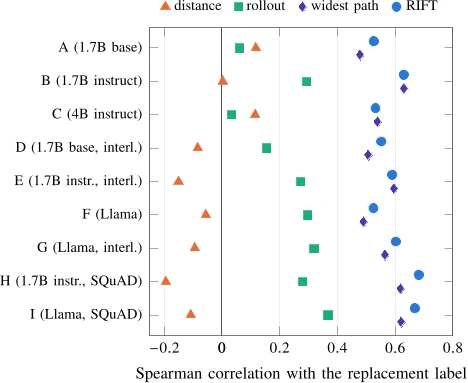 distance rollout widest path RIFT
A (1.7B base)
B (1.7B instruct)
C (4B instruct)
D (1.7B base, interl.)
E (1.7B instr., interl.)
F (Llama)
G (Llama, interl.)
H (1.7B instr., SQuAD)
I (Llama, SQuAD)
−0.2 0 0 0.2 0.4 0.6 0.8
Spearman correlation with the replacement label